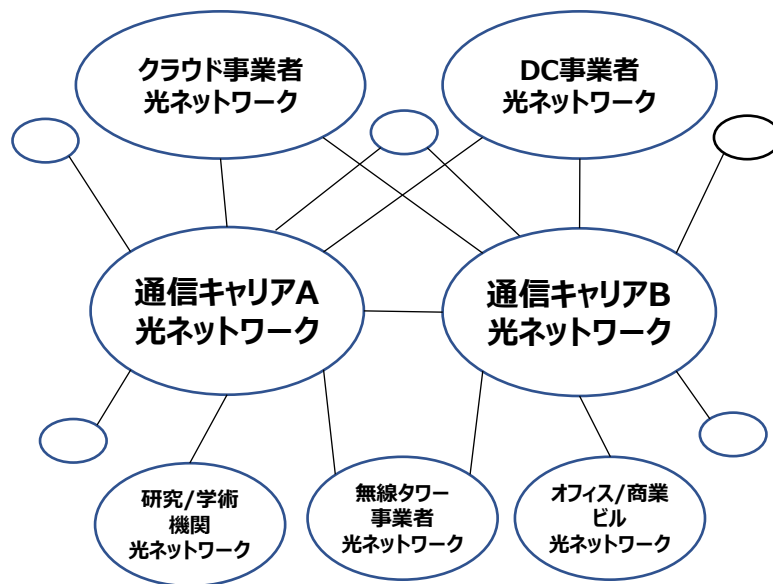 クラウド事業者
光ネットワーク
DC事業者
光ネットワーク
通信キャリアA
光ネットワーク
通信キャリアB
光ネットワーク
研究/学術
機関
光ネットワーク
無線タワー
事業者
光ネットワーク
オフィス/商業
ビル
光ネットワーク